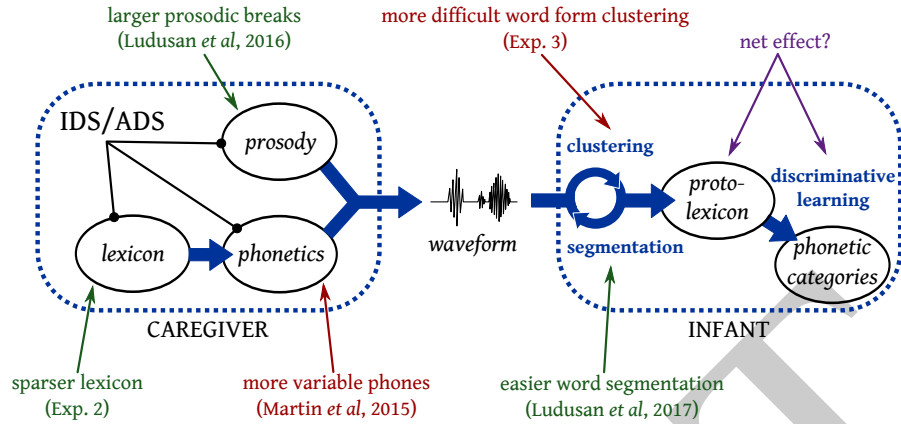 larger prosodic breaks
(Ludusan et al, 2016)
more difficult word form clustering
(Exp. 3)
net effect?
IDS/ADS
prosody
lexicon
phonetics
CAREGIVER
waveform
clustering
segmentation
proto-
lexicon
discriminative
learning
phonetic
categories
INFANT
sparser lexicon
(Exp. 2)
more variable phones
(Martin et al, 2015)
easier word segmentation
(Ludusan et al, 2017)